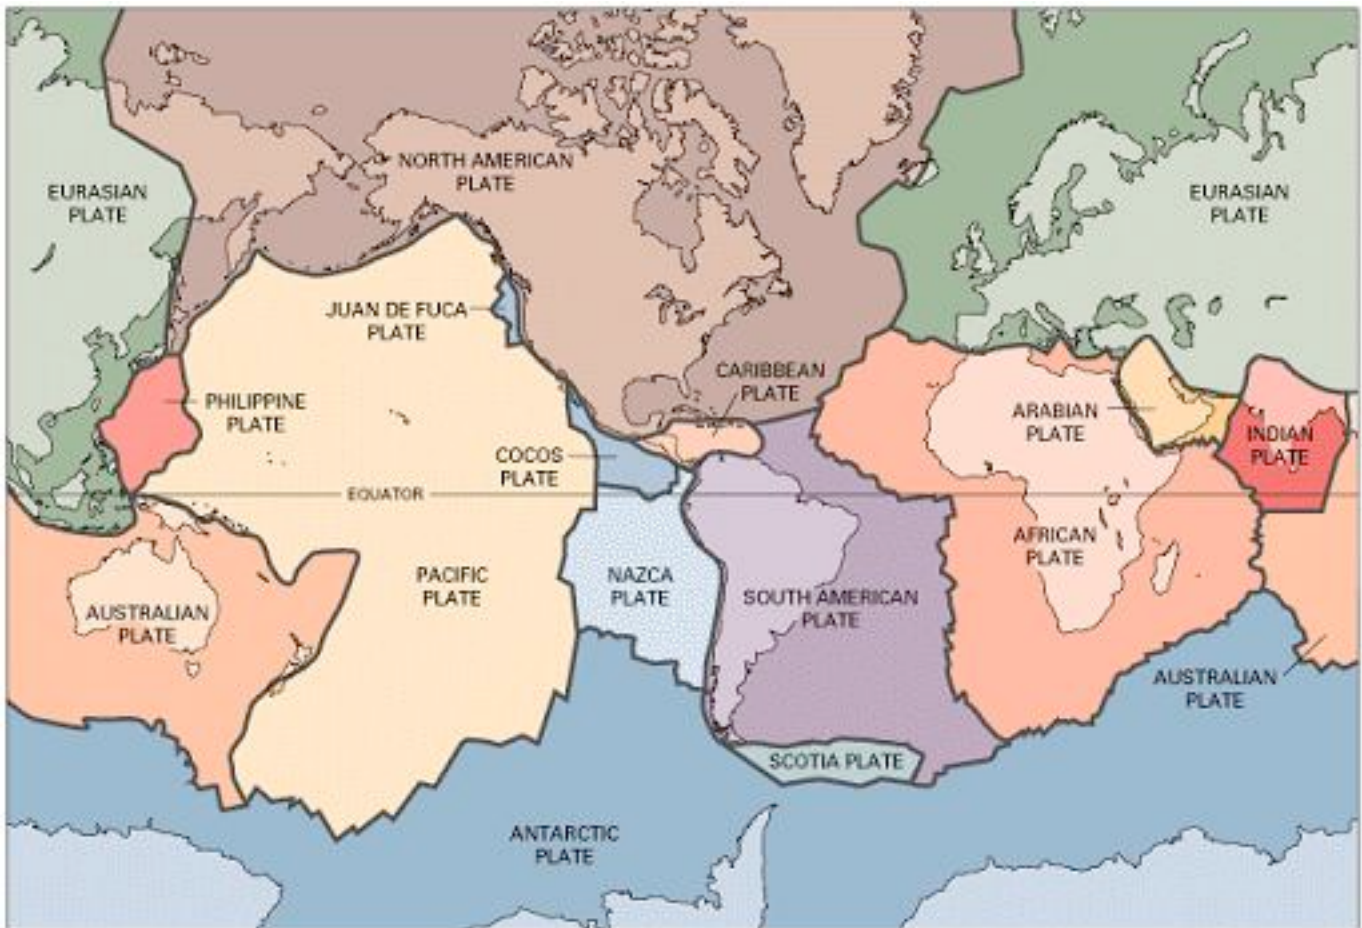 NORTH AMERICAN
PLATE
EURASIAN
PLATE
EURASIAN
PLATE
JUAN DE FUCA
PLATE
CARIBBEAN
PLATE
PHILIPPINE
PLATE
ARABIAN
PLATE
INDIAN
PLATE
COCOS
PLATE
EQUATOR
AFRICAN
PLATE
PACIFIC
PLATE
NAZCA
PLATE
SOUTH AMERICAN
PLATE
AUSTRALIAN
PLATE
AUSTRALIAN
PLATE
SCOTIA PLATE
ANTARCTIC
PLATE